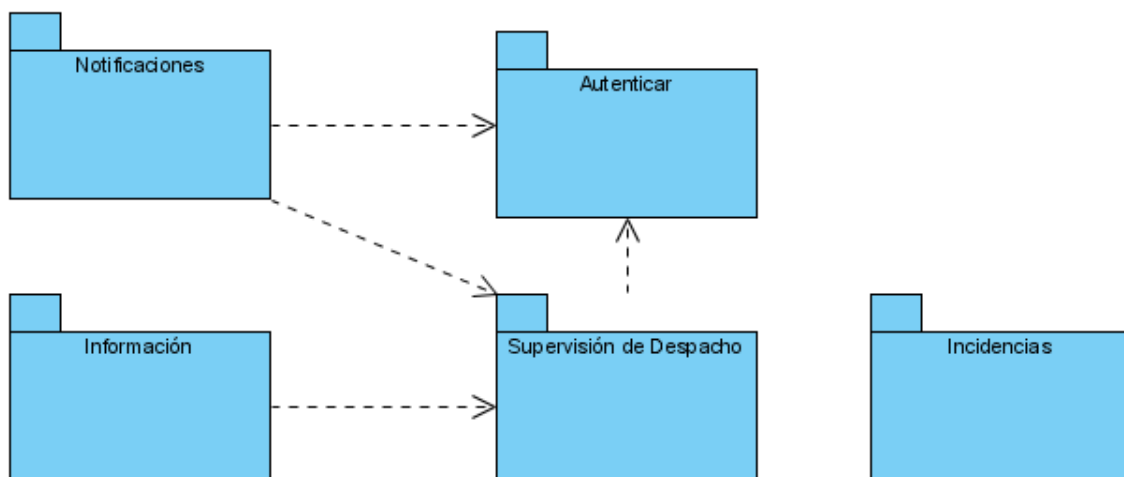 Notificaciones
Autenticar
Información
Supervisión de Despacho
Incidencias